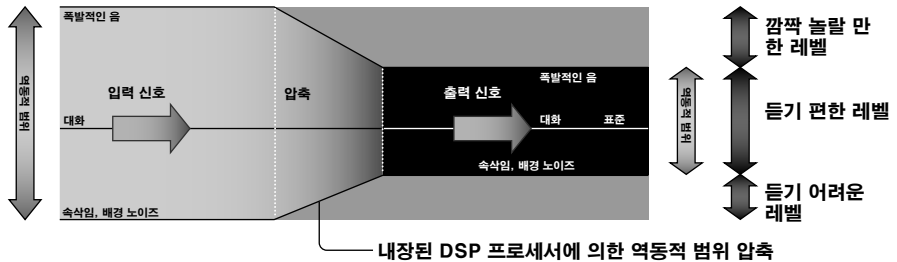 폭발적인 음
역동적 범위
입력 신호
대화
속삭임, 배경 노이즈
압축
출력 신호
폭발적인 음
대화
표준
속삭임, 배경 노이즈
역동적 범위
깜짝 놀랄 만
한 레벨
듣기 편한 레벨
듣기 어려운
레벨
내장된 DSP 프로세서에 의한 역동적 범위 압축